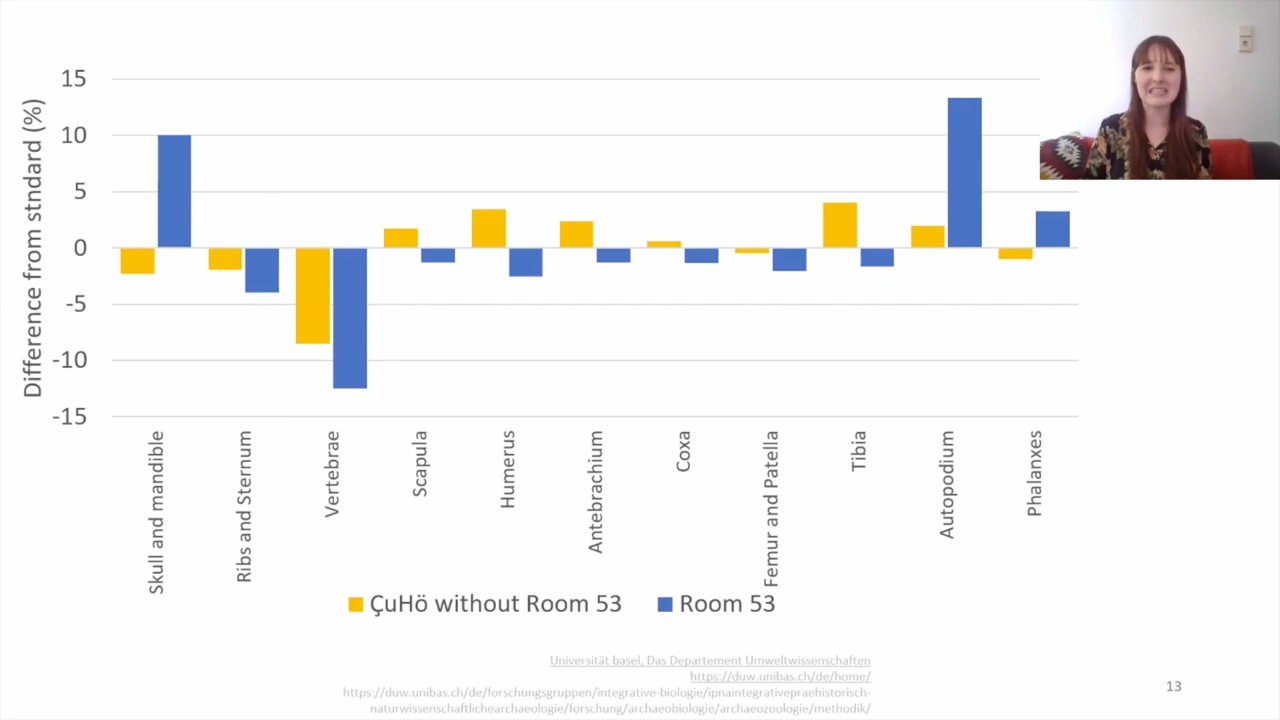 Difference from stndard (%)
15
10
5
0
-5
-10
-15
Skull and mandible
Ribs and Sternum
Vertebrae
Scapula
Humerus
Antebrachium
Coxa
Femur and Patella
Tibia
Autopodium
Phalanxes
ÇuHö without Room 53
Room 53
Universität basel, Das Departement Umweltwissenschaften
https://duw.unibas.ch/de/home/
https://duw.unibas.ch/de/forschungsgruppen/integrative-biologie/ipnaintegrativepraehistorisch-
naturwissenschaftlichearchaeologie/forschung/archaeobiologie/archaeozoologie/methodik/
13